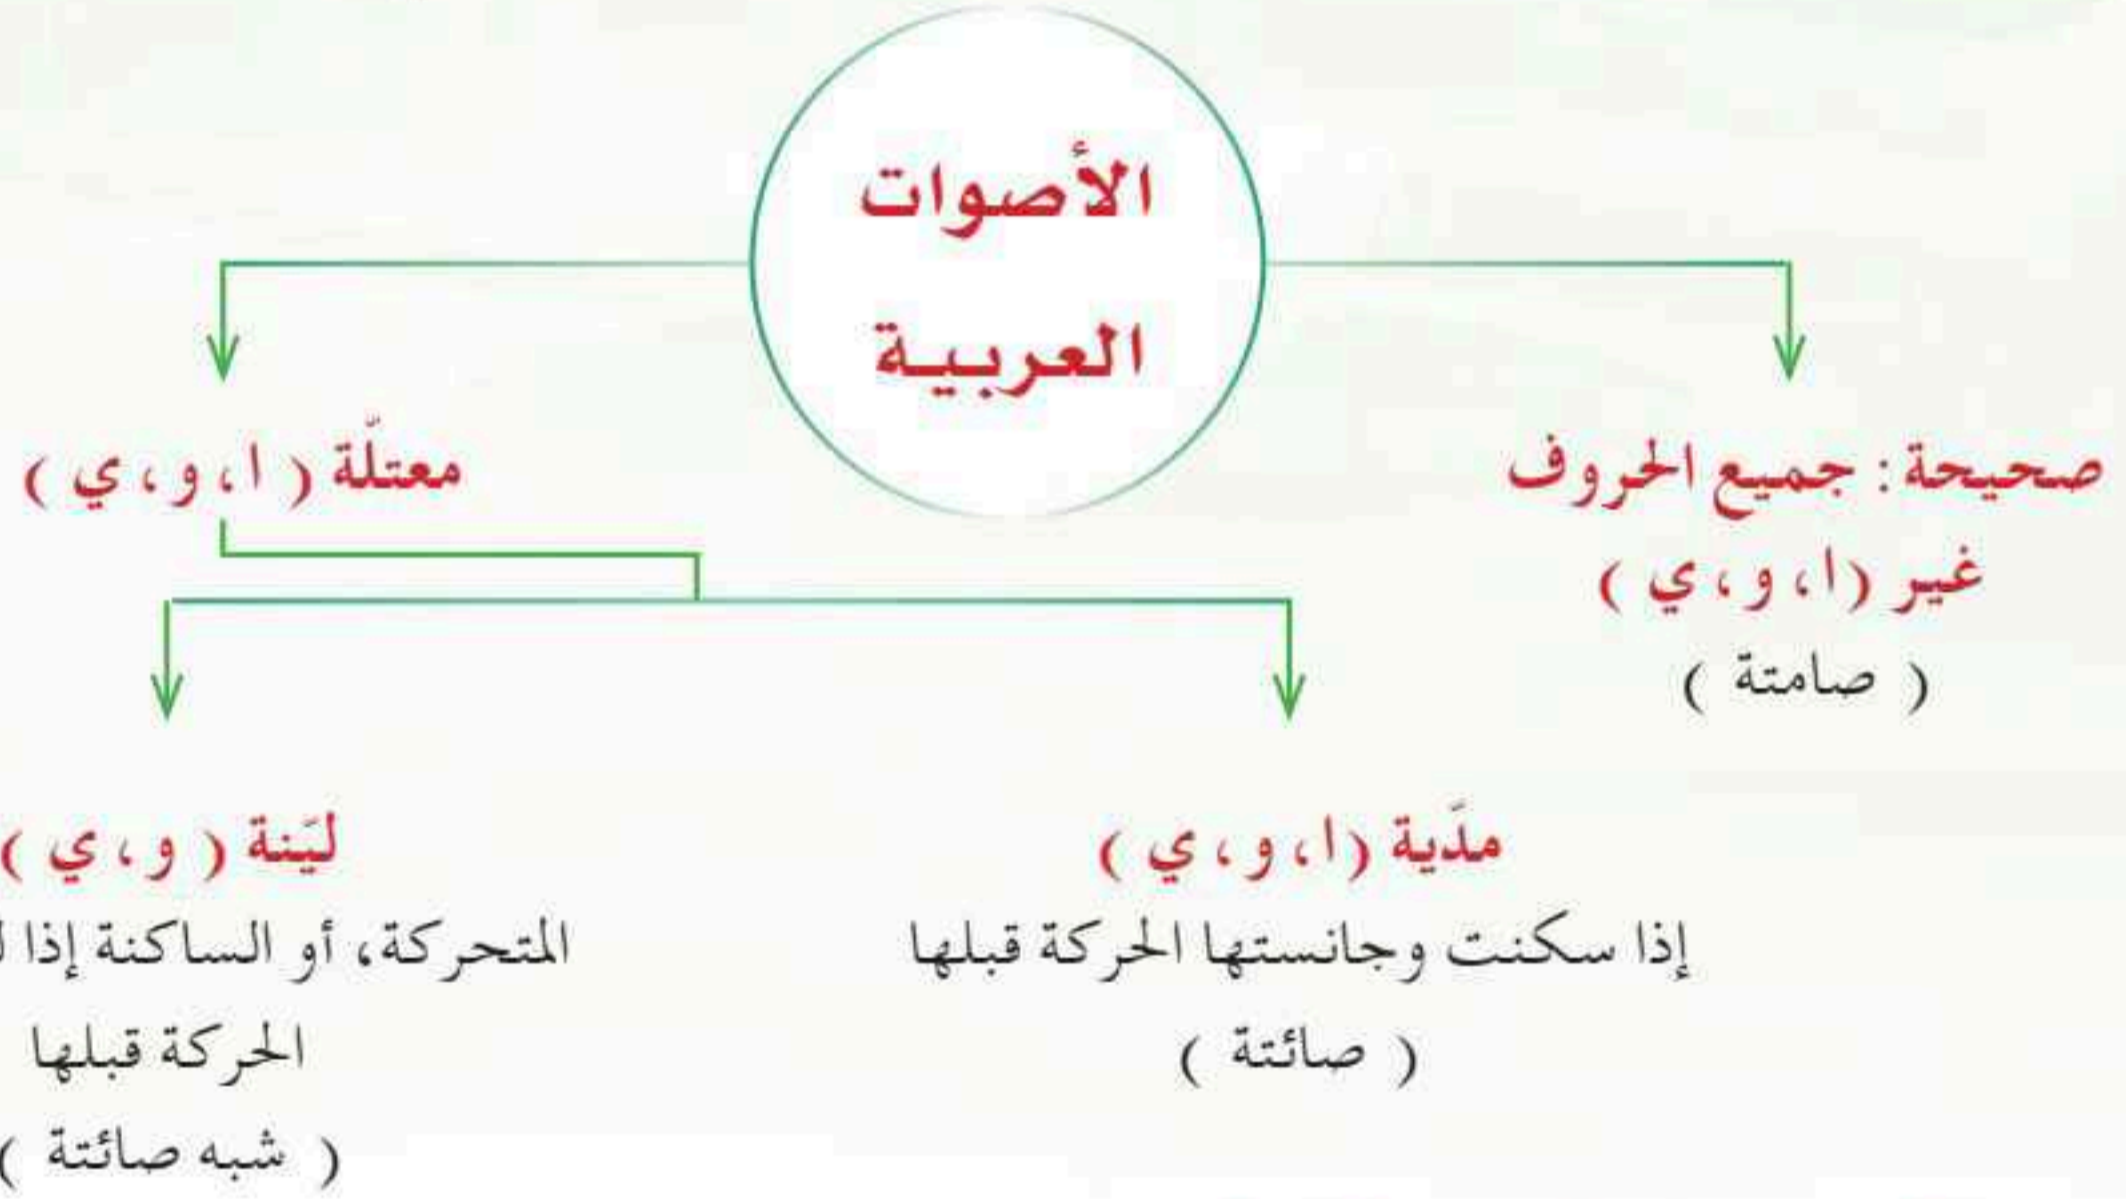 الأصوات
العربية
صحيحة: جميع الحروف
غير (ا، و، ي)
( صامتة )
معتلّة ( ا، و، ي )
مدّية (ا، و، ي )
إذا سكنت وجانستها الحركة قبلها
( صائتة )
ليّنة ( و، ي )
المتحركة، أو الساكنة إذا
الحركة قبلها
( شبه صائتة )